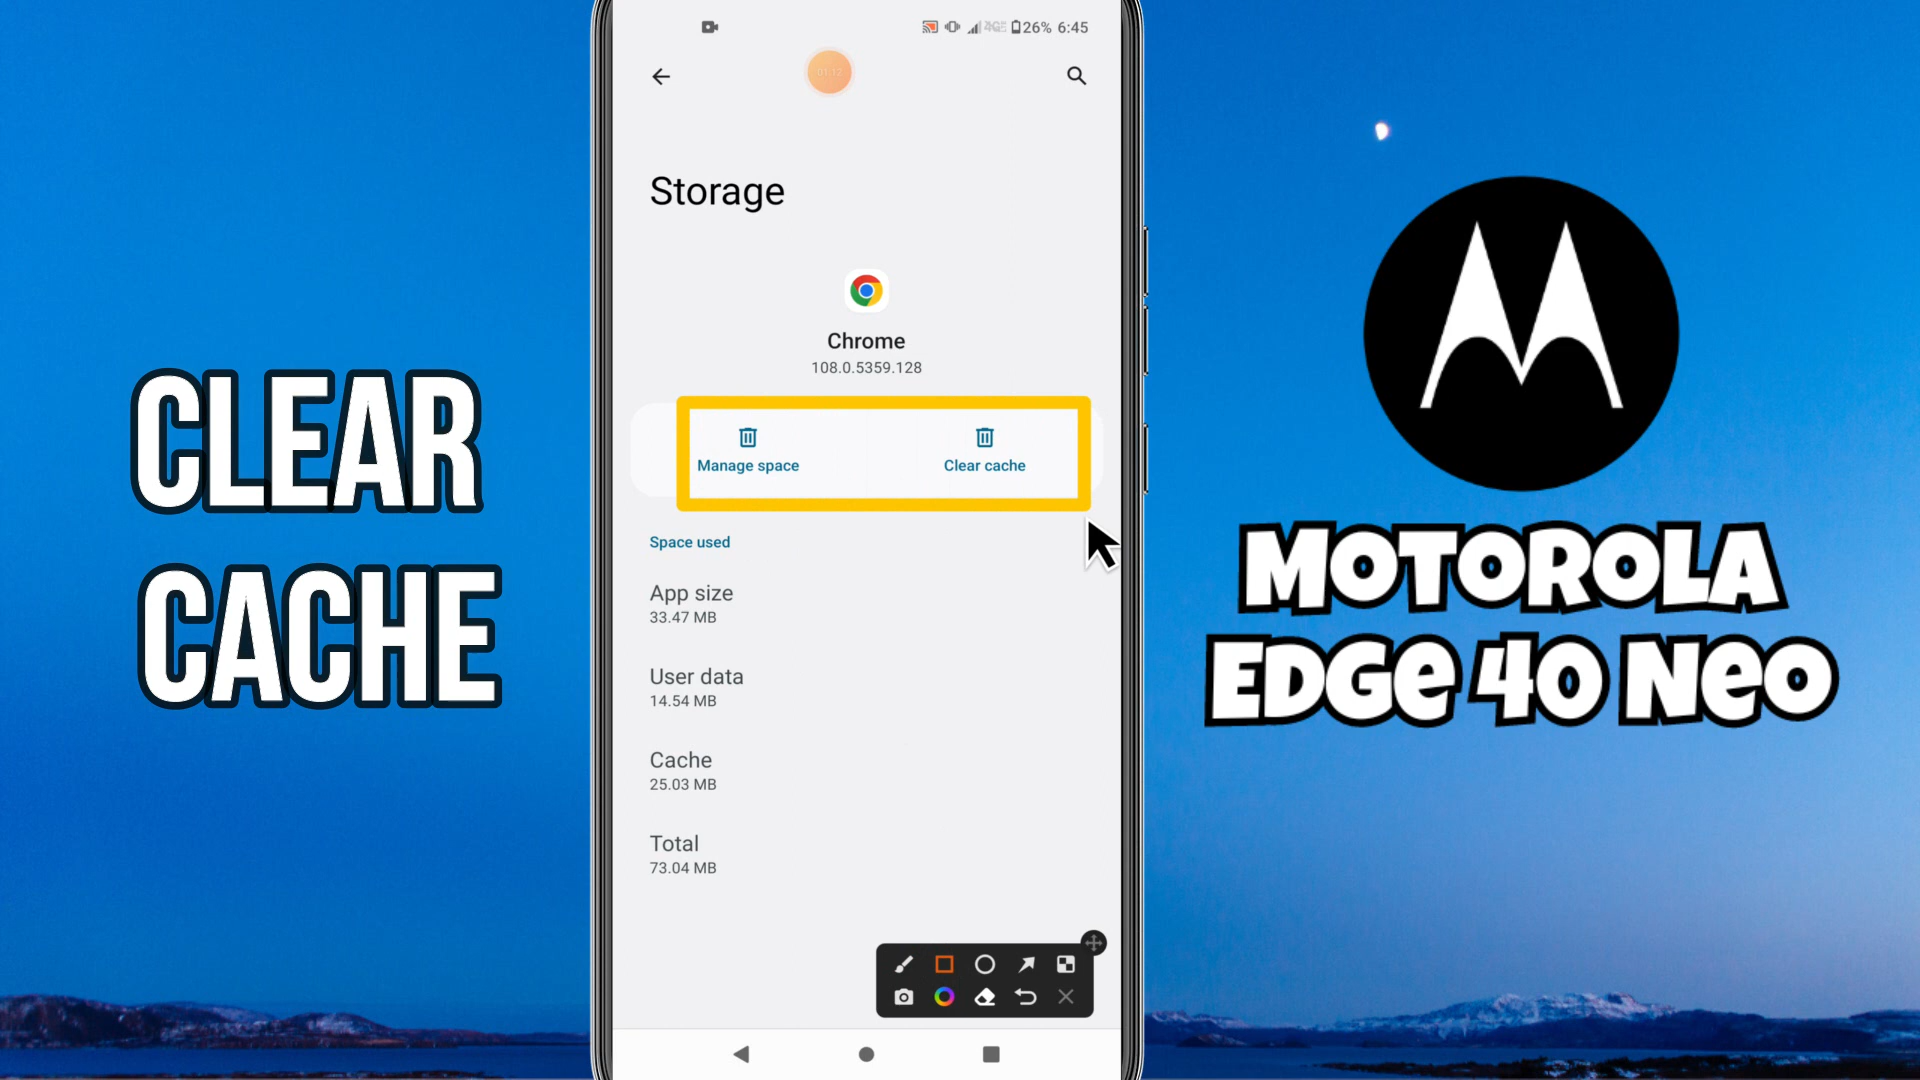 26% 6:45
01:12
Storage
Chrome
108.0.5359.128
Manage space
Clear cache
Space used
App size
33.47 MB
User data
14.54 MB
Cache
25.03 MB
Total
73.04 MB
CLEAR
CACHE
MOTOROLA
EDGe 40 Neo